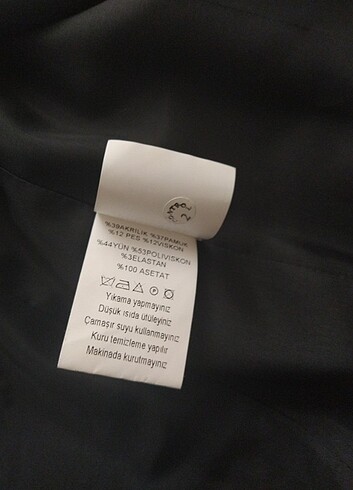 %39AKRİLİK %37PAMUK
%12 PES %12VİSKON
%44YÜN %53POLİVİSKON
%3ELASTAN
%100 ASETAT
Yıkama yapmayınız
Düşük ısıda ütüleyiniz
Çamaşır suyu kullanmayınız
Kuru temizleme yapılır
Makinada kurutmayınız